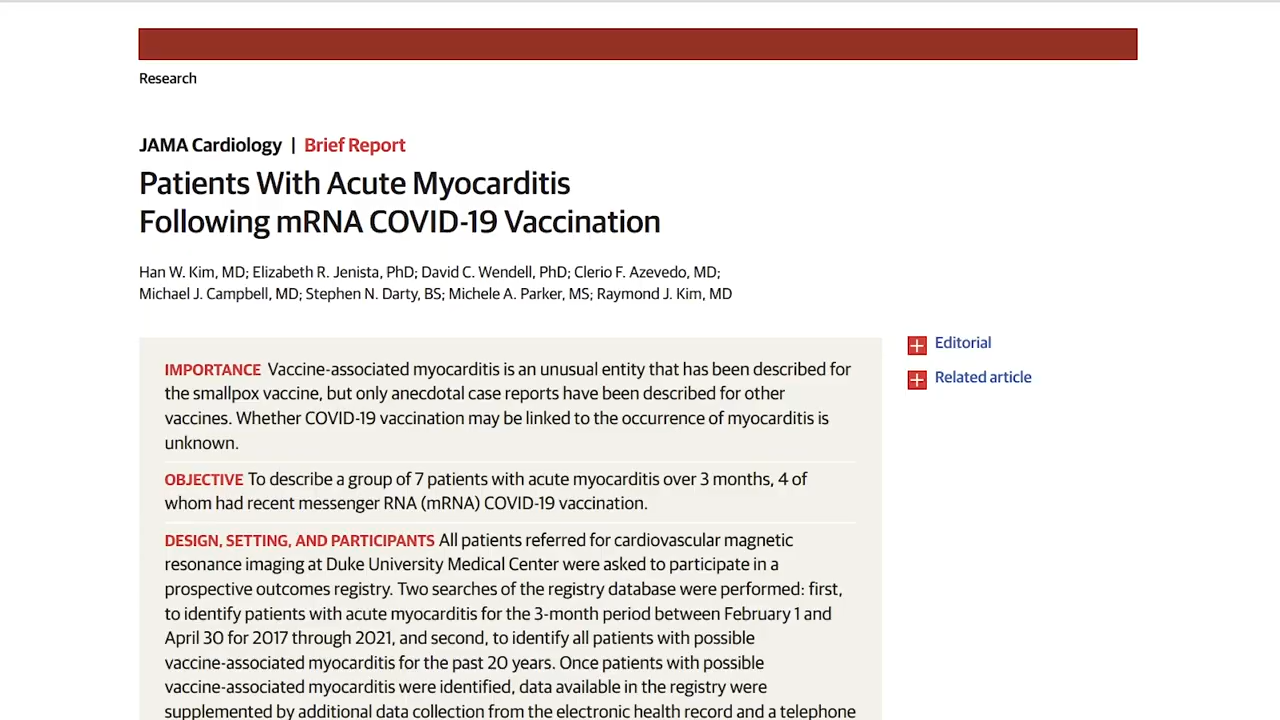 Research
JAMA Cardiology | Brief Report
Patients With Acute Myocarditis
Following mRNA COVID-19 Vaccination
Han W. Kim, MD; Elizabeth R. Jenista, PhD; David C. Wendell, PhD; Clerio F. Azevedo, MD;
Michael J. Campbell, MD; Stephen N. Darty, BS; Michele A. Parker, MS; Raymond J. Kim, MD
IMPORTANCE Vaccine-associated myocarditis is an unusual entity that has been described for
the smallpox vaccine, but only anecdotal case reports have been described for other
vaccines. Whether COVID-19 vaccination may be linked to the occurrence of myocarditis is
unknown.
OBJECTIVE To describe a group of 7 patients with acute myocarditis over 3 months, 4 of
whom had recent messenger RNA (mRNA) COVID-19 vaccination.
DESIGN, SETTING, AND PARTICIPANTS All patients referred for cardiovascular magnetic
resonance imaging at Duke University Medical Center were asked to participate in a
prospective outcomes registry. Two searches of the registry database were performed: first,
to identify patients with acute myocarditis for the 3-month period between February 1 and
April 30 for 2017 through 2021, and second, to identify all patients with possible
vaccine-associated myocarditis for the past 20 years. Once patients with possible
vaccine-associated myocarditis were identified, data available in the registry were
supplemented by additional data collection from the electronic health record and a telephone
Editorial
Related article